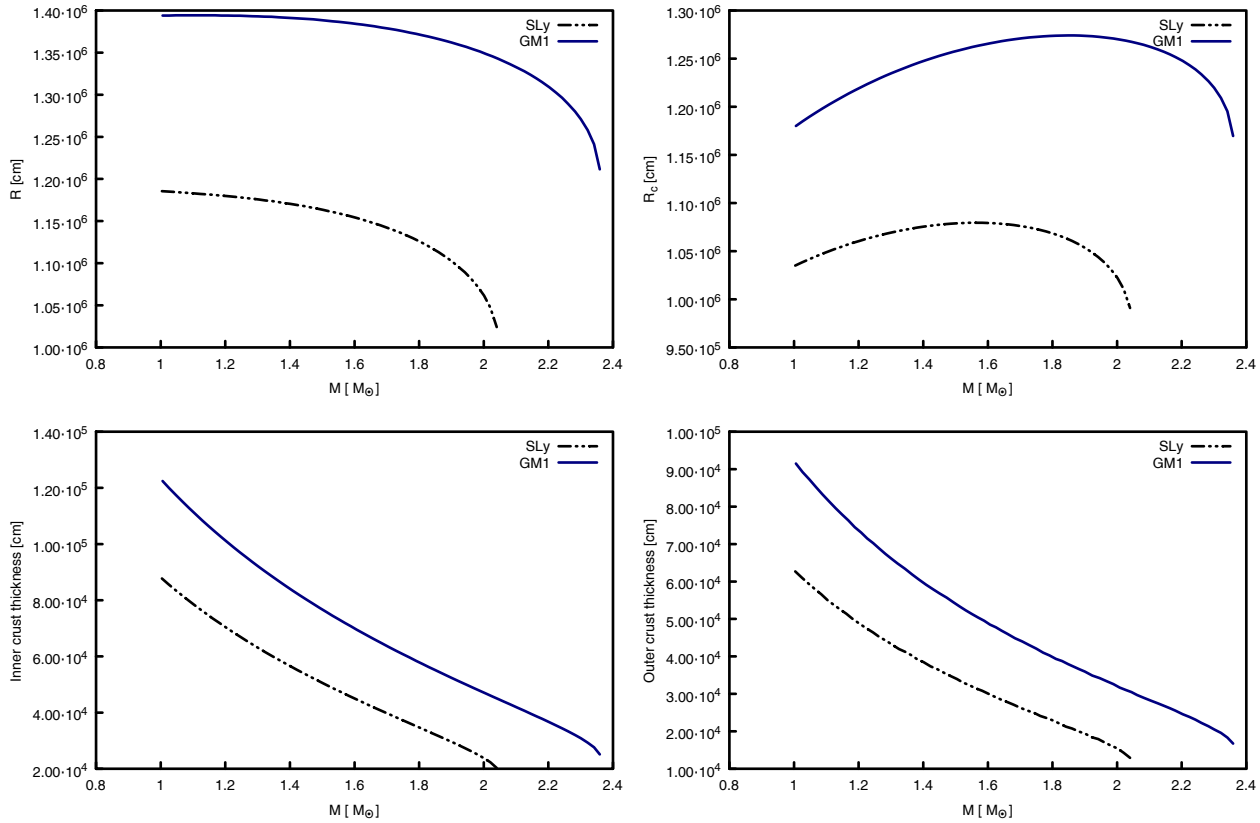 1.40·10⁶
1.35·10⁶
1.30·10⁶
1.25·10⁶
1.20·10⁶
1.15·10⁶
1.10·10⁶
1.05·10⁶
1.00·10⁶
R [cm]
SLy
GM1
0.8 1 1.2 1.4 1.6 1.8 2 2.2 2.4
M [ M⊙]
1.30·10⁶
1.25·10⁶
1.20·10⁶
1.15·10⁶
1.10·10⁶
1.05·10⁶
1.00·10⁶
9.50·10⁵
R_c [cm]
SLy
GM1
0.8 1 1.2 1.4 1.6 1.8 2 2.2 2.4
M [ M⊙]
1.40·10⁵
1.20·10⁵
1.00·10⁵
8.00·10⁴
6.00·10⁴
4.00·10⁴
2.00·10⁴
Inner crust thickness [cm]
SLy
GM1
0.8 1 1.2 1.4 1.6 1.8 2 2.2 2.4
M [ M⊙]
1.00·10⁵
9.00·10⁴
8.00·10⁴
7.00·10⁴
6.00·10⁴
5.00·10⁴
4.00·10⁴
3.00·10⁴
2.00·10⁴
1.00·10⁴
Outer crust thickness [cm]
SLy
GM1
0.8 1 1.2 1.4 1.6 1.8 2 2.2 2.4
M [ M⊙]